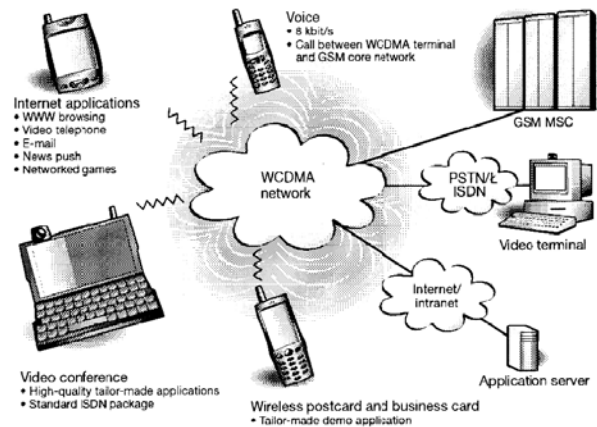 Voice
• 8 kbit/s
• Call between WCDMA terminal
and GSM core network
GSM MSC
Internet applications
• WWW browsing
• Video telephone
• E-mail
• News push
• Networked games
WCDMA
network
PSTN/Ł
ISDN
Video terminal
Internet/
intranet
Application server
Video conference
• High-quality tailor-made applications
• Standard ISDN package
Wireless postcard and business card
• Tailor-made demo application